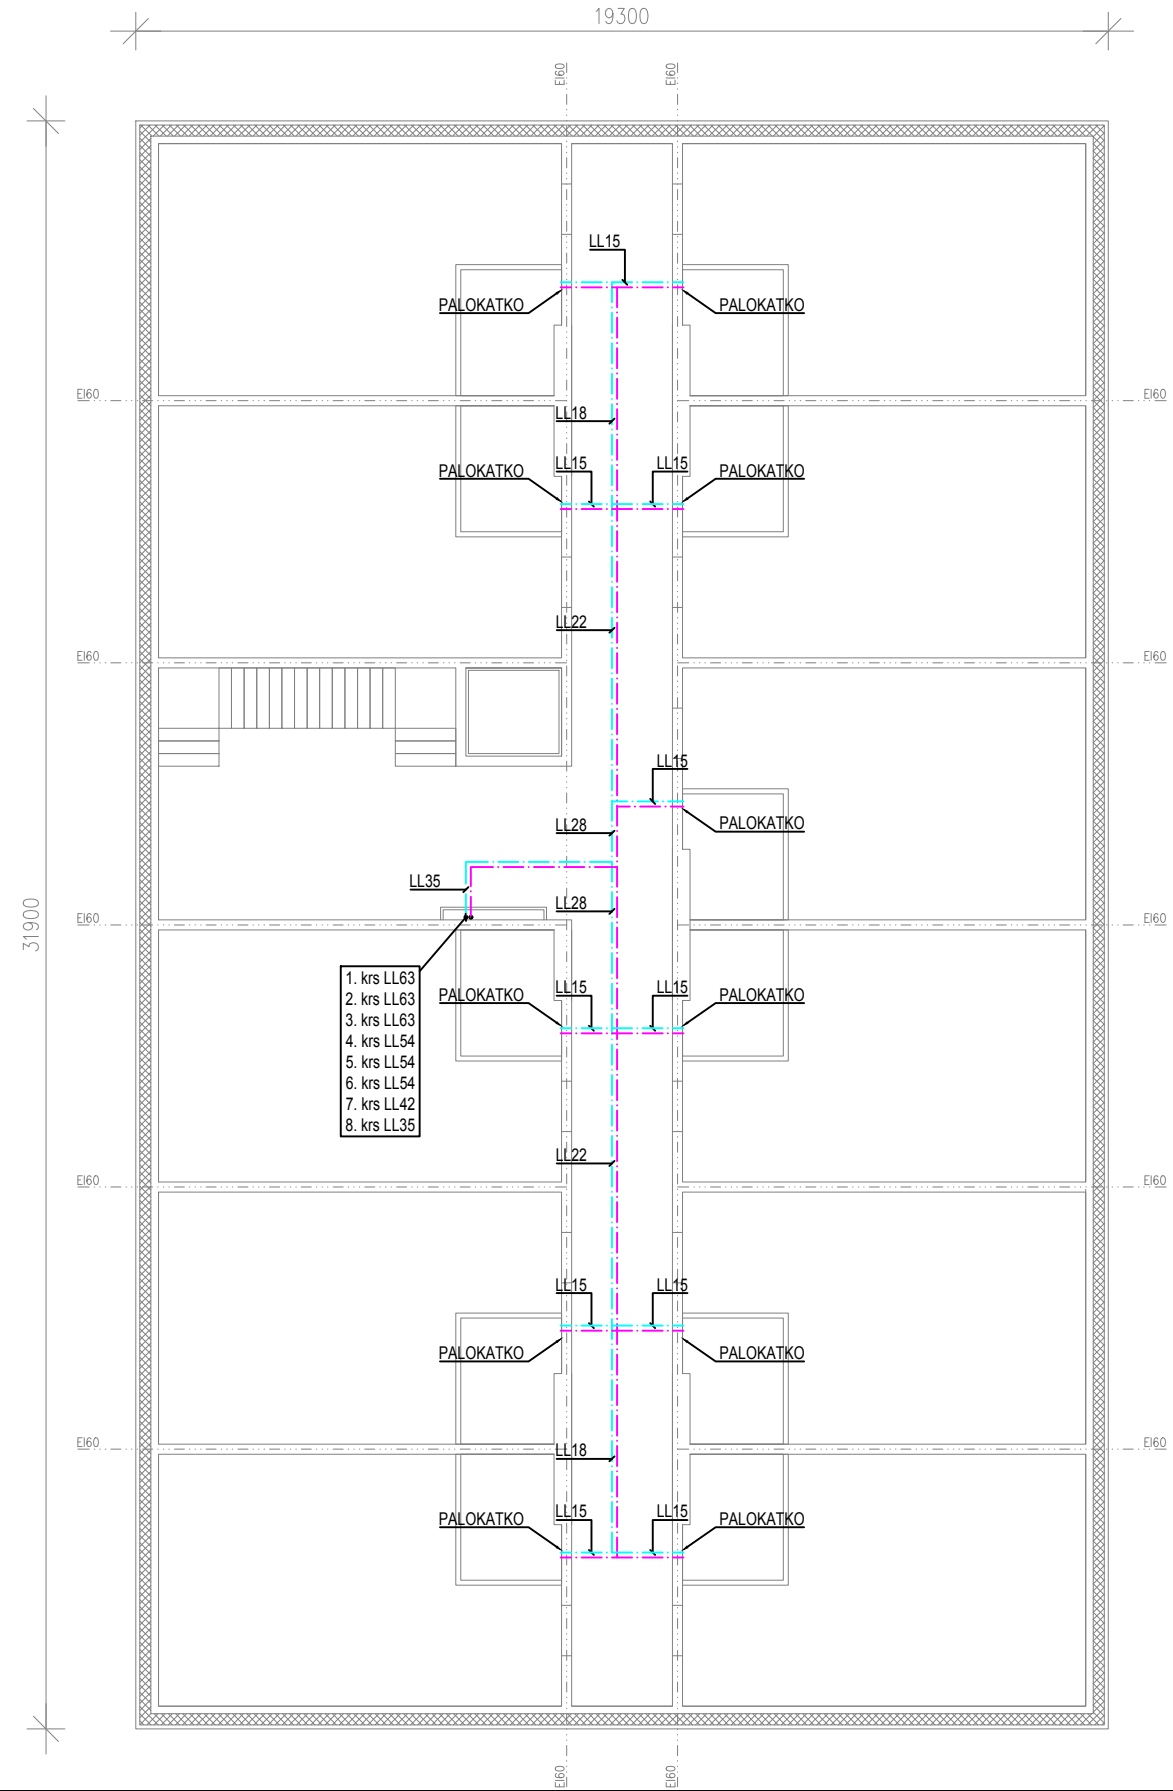 19300
EI60 EI60
LL15
PALOKATKO PALOKATKO
EI60 EI60
LL18
LL15 LL15
PALOKATKO PALOKATKO
LL22
EI60 EI60
LL15
LL28 PALOKATKO
LL35
LL28
31900
EI60 EI60
1. krs LL63
2. krs LL63
3. krs LL63
4. krs LL54
5. krs LL54
6. krs LL54
7. krs LL42
8. krs LL35
LL15 LL15
PALOKATKO PALOKATKO
LL22
EI60 EI60
LL15 LL15
PALOKATKO PALOKATKO
EI60 EI60
LL18
LL15 LL15
PALOKATKO PALOKATKO
EI60 EI60